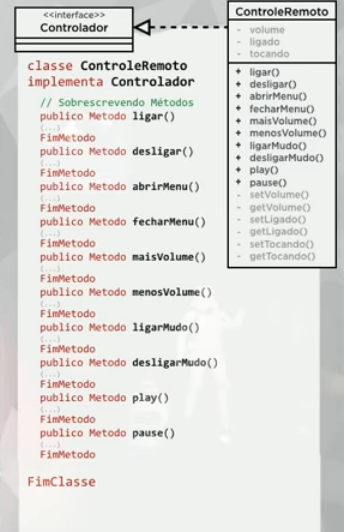 <<interface>>
Controlador
ControleRemoto
- volume
- ligado
- tocando
+ ligar()
+ desligar()
+ abrirMenu()
+ fecharMenu()
+ maisVolume()
+ menosVolume()
+ ligarMudo()
+ desligarMudo()
+ play()
+ pause()
- setVolume()
- getVolume()
- setLigado()
- getLigado()
- setTocando()
- getTocando()
classe ControleRemoto
implementa Controlador
// Sobrescrevendo Métodos
publico Metodo ligar()
(...)
FimMetodo
publico Metodo desligar()
(...)
FimMetodo
publico Metodo abrirMenu()
(...)
FimMetodo
publico Metodo fecharMenu()
(...)
FimMetodo
publico Metodo maisVolume()
(...)
FimMetodo
publico Metodo menosVolume()
(...)
FimMetodo
publico Metodo ligarMudo()
(...)
FimMetodo
publico Metodo desligarMudo()
(...)
FimMetodo
publico Metodo play()
(...)
FimMetodo
publico Metodo pause()
(...)
FimMetodo
FimClasse